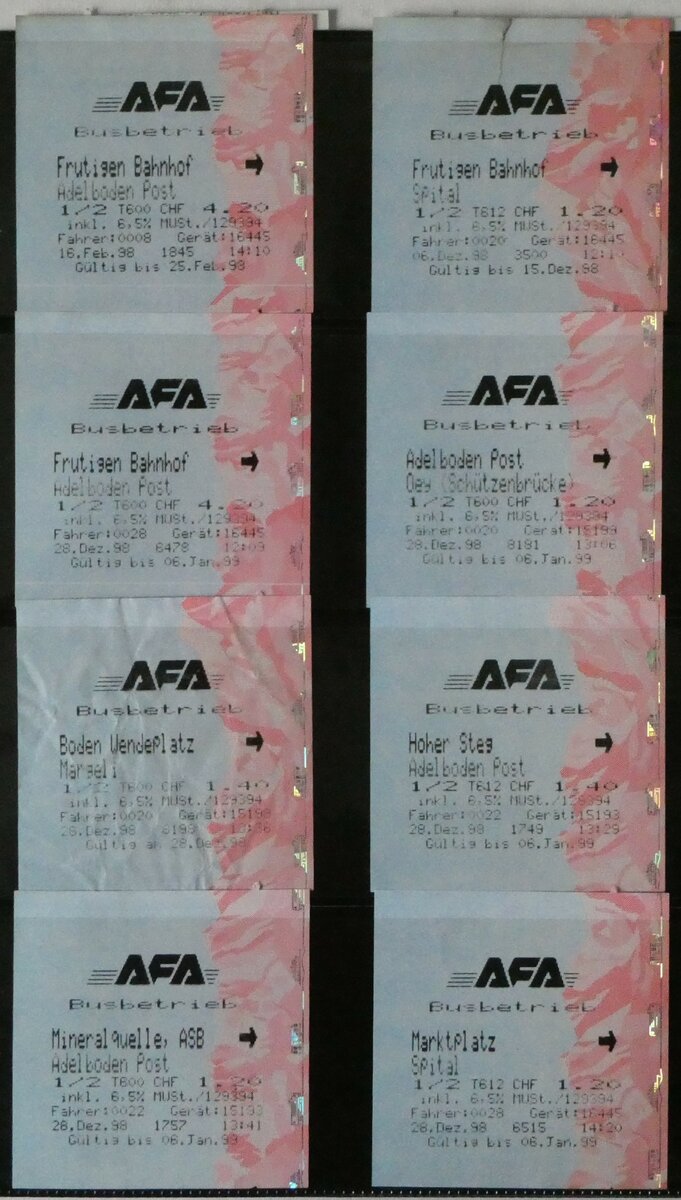 AFA
Busbetrieb
Frutigen Bahnhof →
Adelboden Post
1/2 T600 CHF 4.20
inkl. 6,5% MUSt./129394
Fahrer:0008 Gerät:16445
16.Feb.98 1845 14:10
Gültig bis 25.Feb.98
AFA
Busbetrieb
Frutigen Bahnhof →
Spital
1/2 T612 CHF 1.20
inkl. 6,5% MUSt./129394
Fahrer:0020 Gerät:16445
06.Dez.98 3500
Gültig bis 15.Dez.98
AFA
Busbetrieb
Frutigen Bahnhof →
Adelboden Post
1/2 T600 CHF 4.20
inkl. 6,5% MUSt./129394
Fahrer:0028 Gerät:16445
28.Dez.98 6478 12:09
Gültig bis 06.Jan.99
AFA
Busbetrieb
Adelboden Post →
Oey (Schützenbrücke)
1/2 T600 CHF 1.20
inkl. 6,5% MUSt./129394
Fahrer:0020 Gerät:15199
28.Dez.98 8181 13:06
Gültig bis 06.Jan.99
AFA
Busbetrieb
Boden Wendeplatz →
Margeli
1/2 T600 CHF 1.40
inkl. 6,5% MUSt./129394
Fahrer:0020
28.Dez.98
Gültig am 28.Dez.98
AFA
Busbetrieb
Hoher Steg →
Adelboden Post
1/2 T612 CHF 1.40
inkl. 6,5% MUSt./129394
Fahrer:0022 Gerät:15193
28.Dez.98 1749 13:29
Gültig bis 06.Jan.99
AFA
Busbetrieb
Mineralquelle, ASB →
Adelboden Post
1/2 T600 CHF 1.20
inkl. 6,5% MUSt./129394
Fahrer:0022 Gerät:15193
28.Dez.98 1757 13:41
Gültig bis 06.Jan.99
AFA
Busbetrieb
Marktplatz →
Spital
1/2 T612 CHF 1.20
inkl. 6,5% MUSt./129394
Fahrer:0028 Gerät:16445
28.Dez.98 6515 14:20
Gültig bis 06.Jan.99